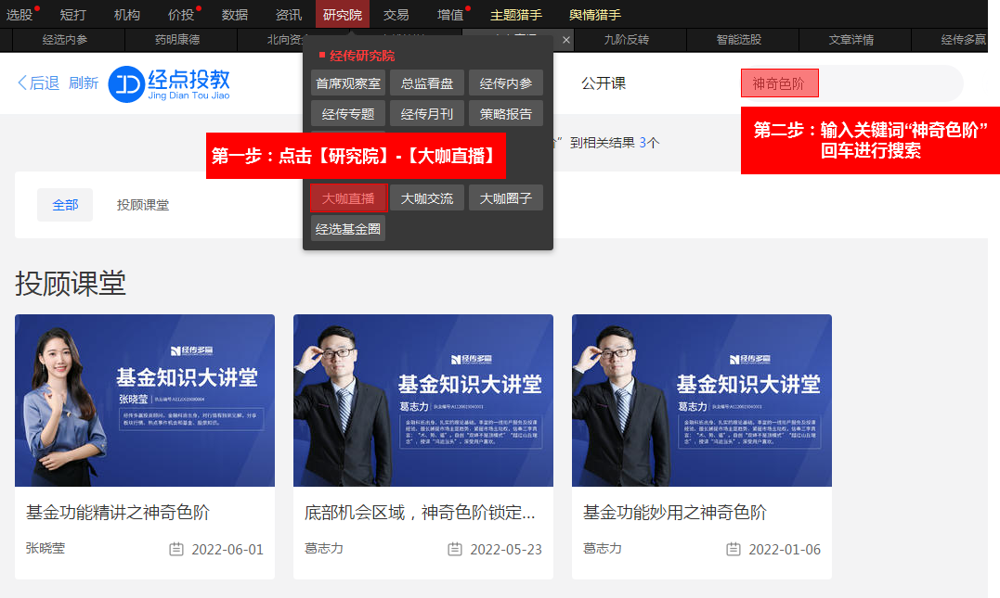 选股 短打 机构 价投 数据 资讯 研究院 交易 增值 主题猎手 舆情猎手
经选内参 药明康德 北向资 × 九阶反转 智能选股 文章详情 经传多赢
经传研究院
后退 刷新 经点投教 Jing Dian Tou Jiao 首席观察室 总监看盘 经传内参 公开课 神奇色阶
经传专题 经传月刊 策略报告
第二步：输入关键词“神奇色阶”
回车进行搜索
” 到相关结果 3个
第一步：点击【研究院】-【大咖直播】
全部 投顾课堂 大咖直播 大咖交流 大咖圈子
经选基金圈
投顾课堂
经传多赢
基金知识大讲堂
张晓莹
基金功能精讲之神奇色阶
张晓莹 2022-06-01
经传多赢
基金知识大讲堂
葛志力
底部机会区域，神奇色阶锁定...
葛志力 2022-05-23
经传多赢
基金知识大讲堂
葛志力
基金功能妙用之神奇色阶
葛志力 2022-01-06